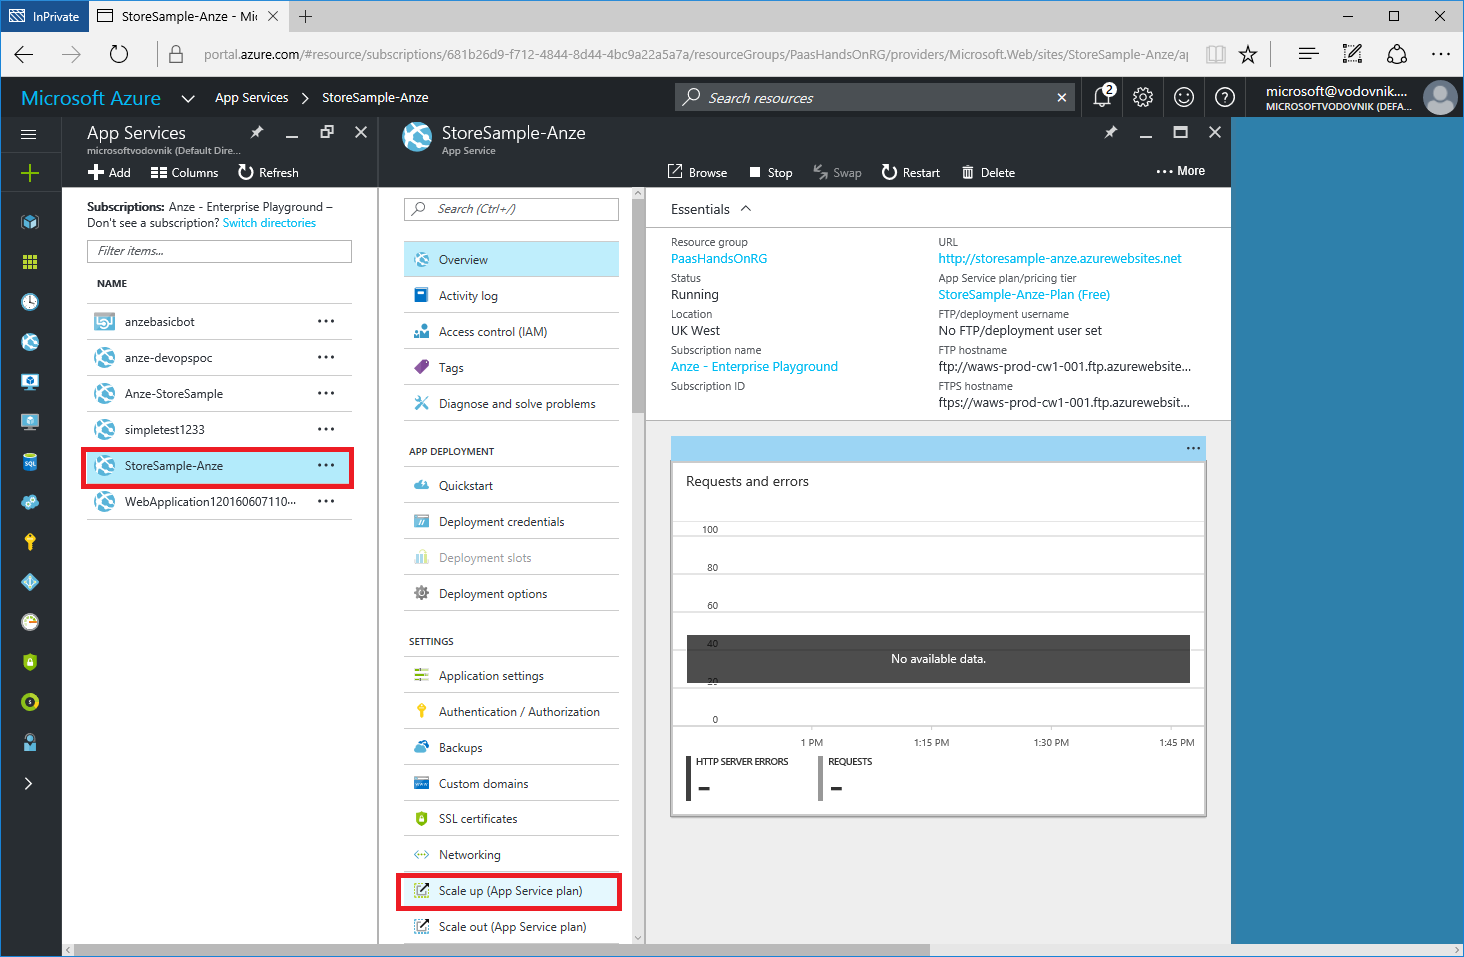 InPrivate
StoreSample-Anze - Mi
portal.azure.com/#resource/subscriptions/681b26d9-f712-4844-8d44-4bc9a22a5a7a/resourceGroups/PaasHandsOnRG/providers/Microsoft.Web/sites/StoreSample-Anze/ap
Microsoft Azure
App Services > StoreSample-Anze
Search resources
2
microsoft@vodovnik....
MICROSOFTVODOVNIK (DEFA...
App Services
microsoftvodovnik (Default Dire...
Add
Columns
Refresh
Subscriptions: Anze - Enterprise Playground –
Don't see a subscription? Switch directories
Filter items...
NAME
anzebasicbot
anze-devopspoc
Anze-StoreSample
simpletest1233
StoreSample-Anze
WebApplication120160607110...
StoreSample-Anze
App Service
Browse
Stop
Swap
Restart
Delete
... More
Search (Ctrl+/)
Overview
Activity log
Access control (IAM)
Tags
Diagnose and solve problems
APP DEPLOYMENT
Quickstart
Deployment credentials
Deployment slots
Deployment options
SETTINGS
Application settings
Authentication / Authorization
Backups
Custom domains
SSL certificates
Networking
Scale up (App Service plan)
Scale out (App Service plan)
Essentials
Resource group
PaasHandsOnRG
Status
Running
Location
UK West
Subscription name
Anze - Enterprise Playground
Subscription ID
URL
http://storesample-anze.azurewebsites.net
App Service plan/pricing tier
StoreSample-Anze-Plan (Free)
FTP/deployment username
No FTP/deployment user set
FTP hostname
ftp://waws-prod-cw1-001.ftp.azurewebsite...
FTPS hostname
ftps://waws-prod-cw1-001.ftp.azurewebsit...
Requests and errors
100
80
60
40
No available data.
20
0
1 PM
1:15 PM
1:30 PM
1:45 PM
HTTP SERVER ERRORS
--
REQUESTS
--